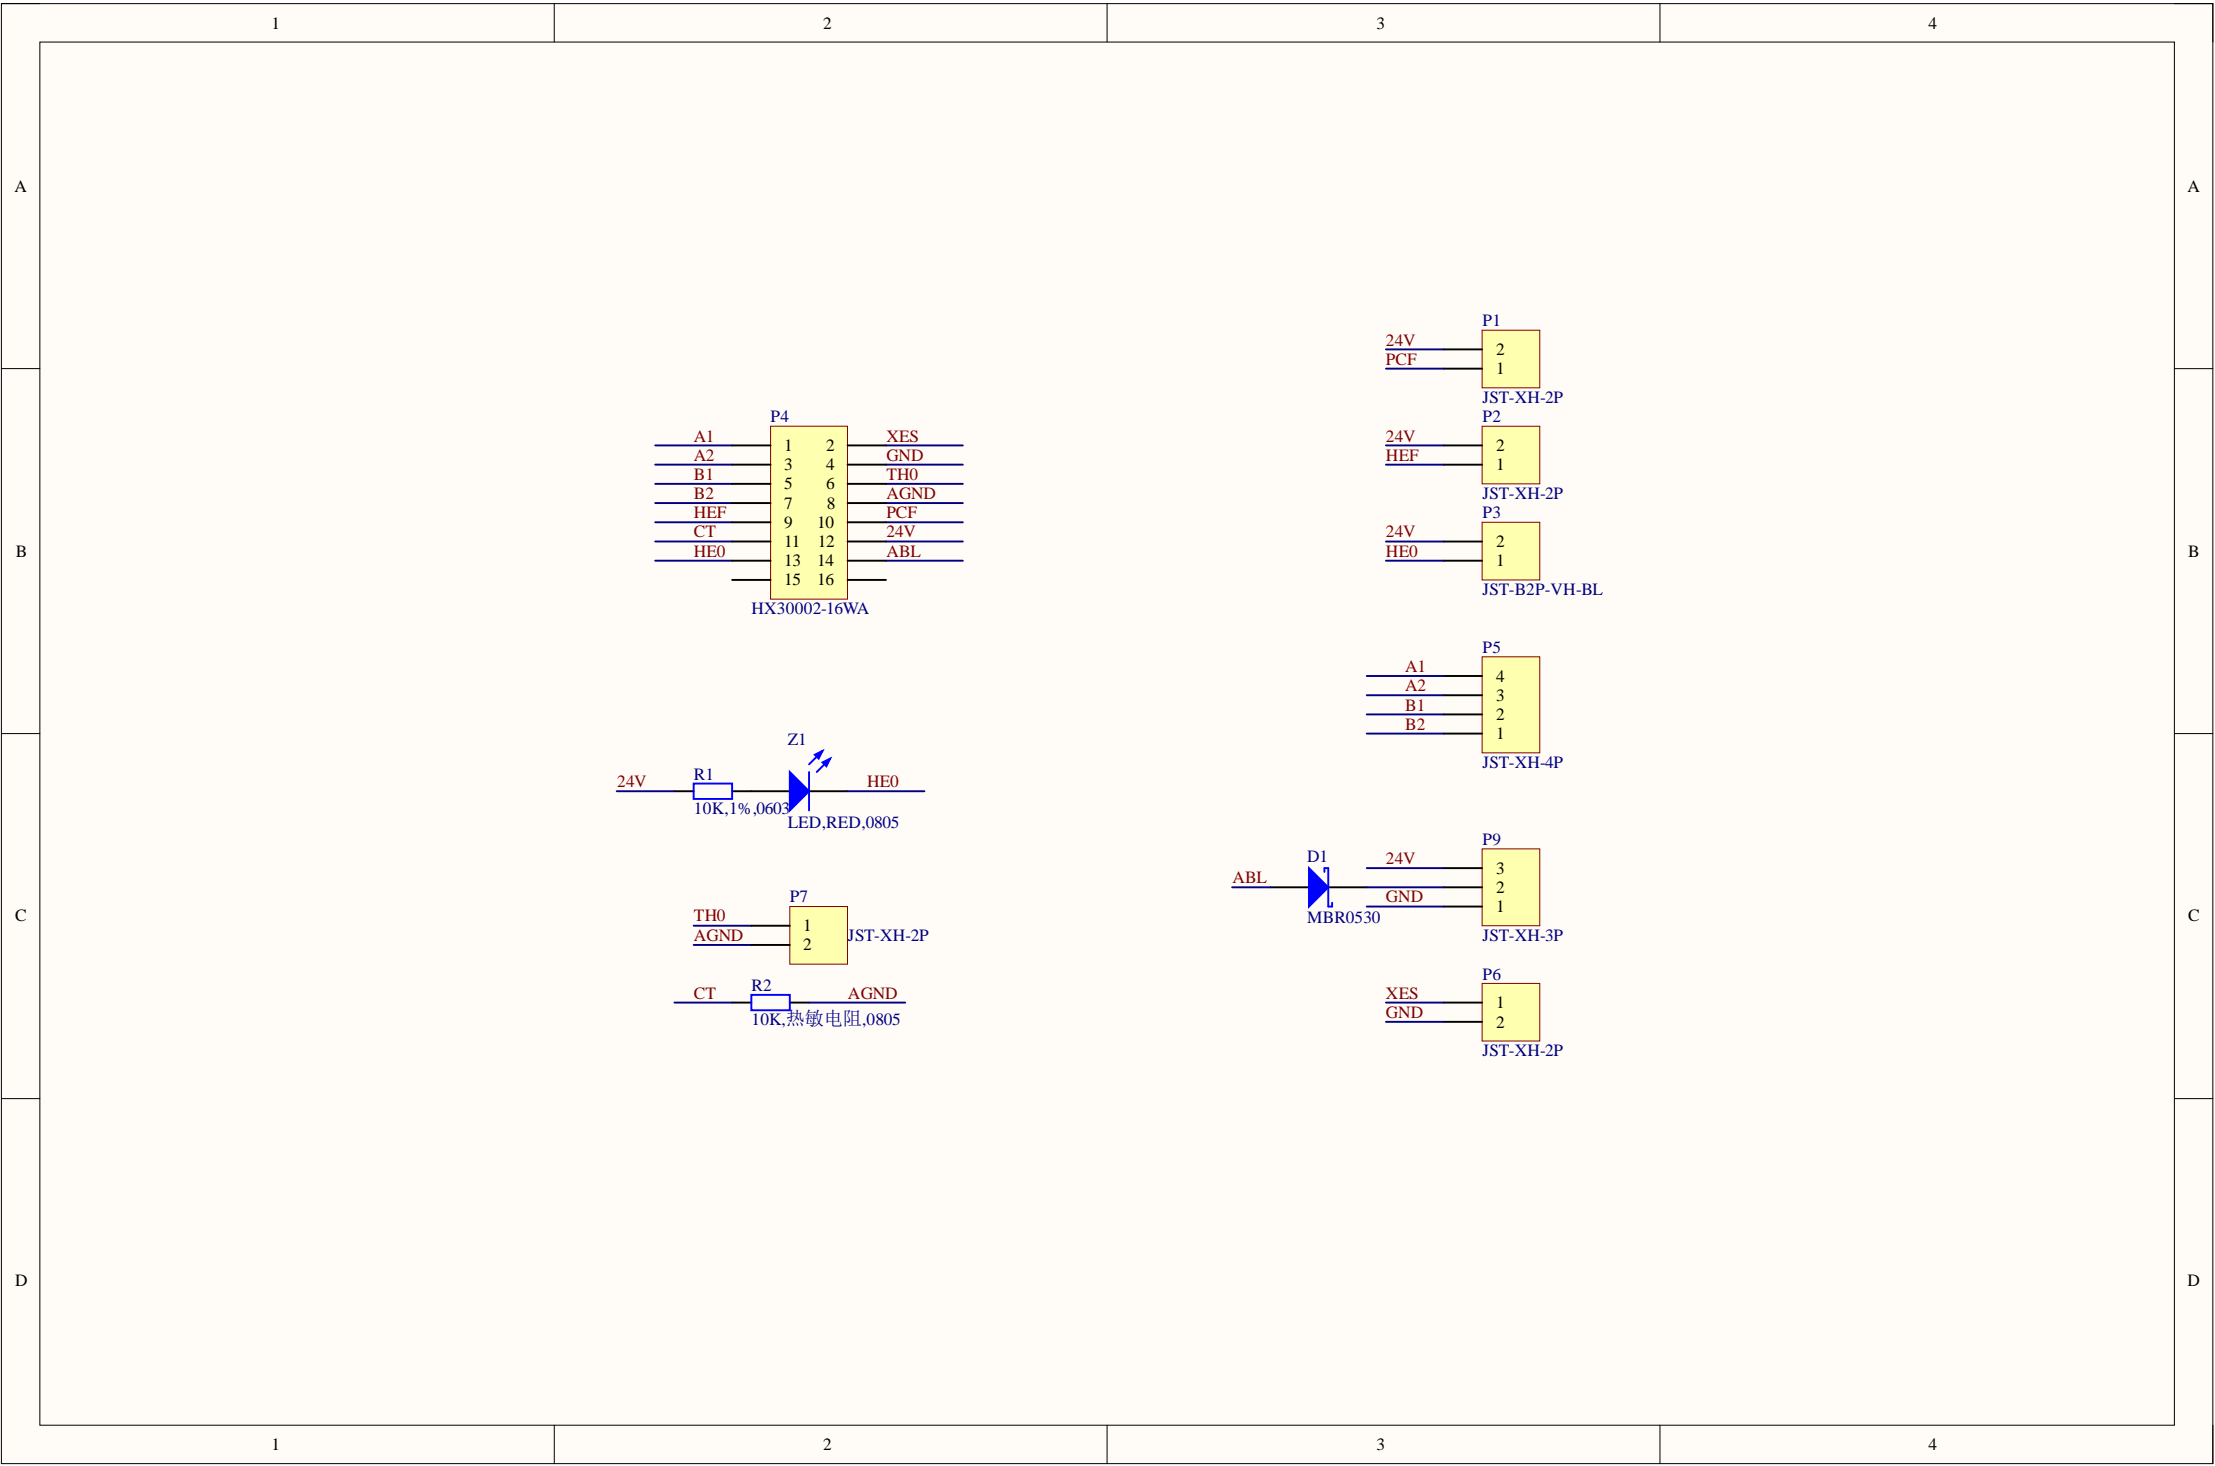 1 2 3 4
A A
B B
C C
D D
P4
A1 1 2 XES
A2 3 4 GND
B1 5 6 TH0
B2 7 8 AGND
HEF 9 10 PCF
CT 11 12 24V
HE0 13 14 ABL
15 16
HX30002-16WA
Z1
24V R1 HE0
10K,1%,0603
LED,RED,0805
P7
TH0 1
AGND 2
JST-XH-2P
CT R2 AGND
10K,热敏电阻,0805
P1
24V 2
PCF 1
JST-XH-2P
P2
24V 2
HEF 1
JST-XH-2P
P3
24V 2
HE0 1
JST-B2P-VH-BL
P5
A1 4
A2 3
B1 2
B2 1
JST-XH-4P
P9
D1 24V 3
ABL 2
GND 1
MBR0530
JST-XH-3P
P6
XES 1
GND 2
JST-XH-2P
1 2 3 4